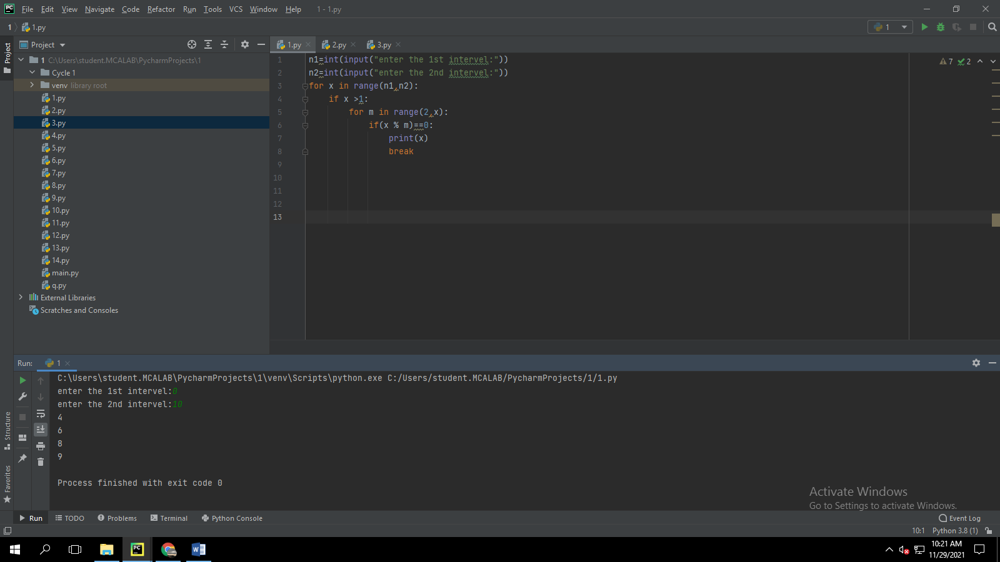 PC File Edit View Navigate Code Refactor Run Tools VCS Window Help 1 - 1.py
1 1.py 1
Project
Project
1.py 2.py 3.py
1 C:\Users\student.MCALAB\PycharmProjects\1
Cycle 1
venv library root
1.py
2.py
3.py
4.py
5.py
6.py
7.py
8.py
9.py
10.py
11.py
12.py
13.py
14.py
main.py
q.py
External Libraries
Scratches and Consoles
7 2
1 n1=int(input("enter the 1st intervel:"))
2 n2=int(input("enter the 2nd intervel:"))
3 for x in range(n1,n2):
4 if x >1:
5 for m in range(2,x):
6 if(x % m)==0:
7 print(x)
8 break
9
10
11
12
13
Run: 1
C:\Users\student.MCALAB\PycharmProjects\1\venv\Scripts\python.exe C:/Users/student.MCALAB/PycharmProjects/1/1.py
enter the 1st intervel:0
enter the 2nd intervel:10
4
6
8
9
Process finished with exit code 0
Structure
Favorites
Activate Windows
Go to Settings to activate Windows.
Run TODO Problems Terminal Python Console Event Log
10:1 Python 3.8 (1)
PC
W
10:21 AM
11/29/2021